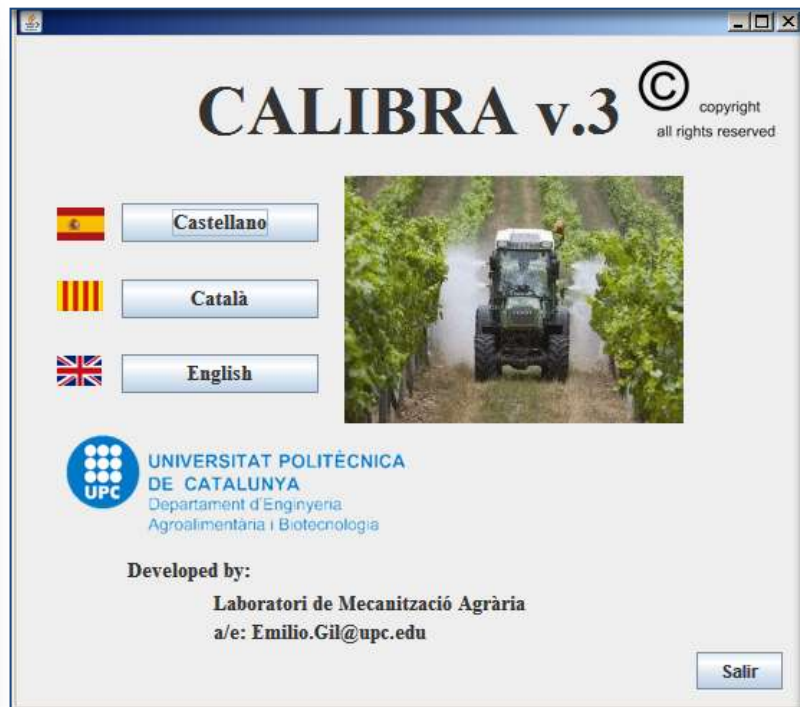 CALIBRA v.3 ©
copyright
all rights reserved
Castellano
Català
English
UPC
UNIVERSITAT POLITÈCNICA
DE CATALUNYA
Departament d'Enginyeria
Agroalimentària i Biotecnologia
Developed by:
Laboratori de Mecanització Agrària
a/e: Emilio.Gil@upc.edu
Salir